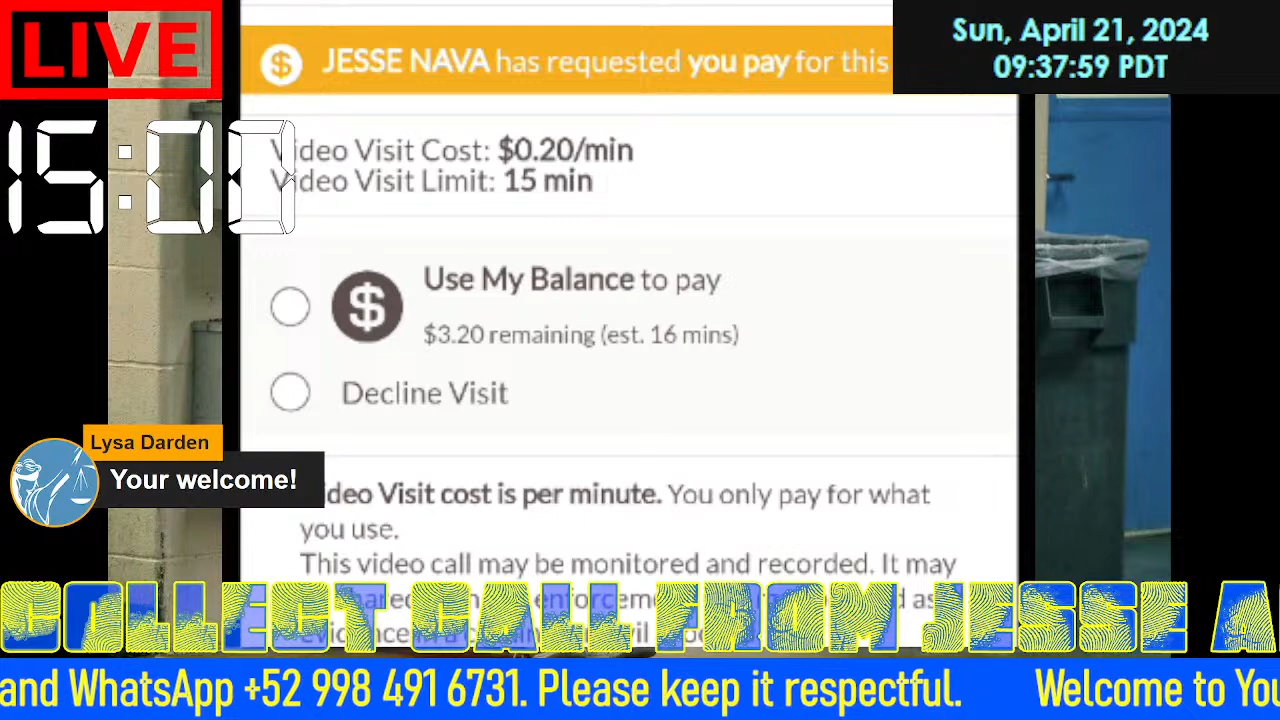 LIVE
Sun, April 21, 2024
09:37:59 PDT
JESSE NAVA has requested you pay for this
15:00
Video Visit Cost: $0.20/min
Video Visit Limit: 15 min
Use My Balance to pay
$3.20 remaining (est. 16 mins)
Decline Visit
Lysa Darden
Your welcome!
ideo Visit cost is per minute. You only pay for what
you use.
This video call may be monitored and recorded. It may
COLLECT CALL FROM JESSE A
and WhatsApp +52 998 491 6731. Please keep it respectful. Welcome to You